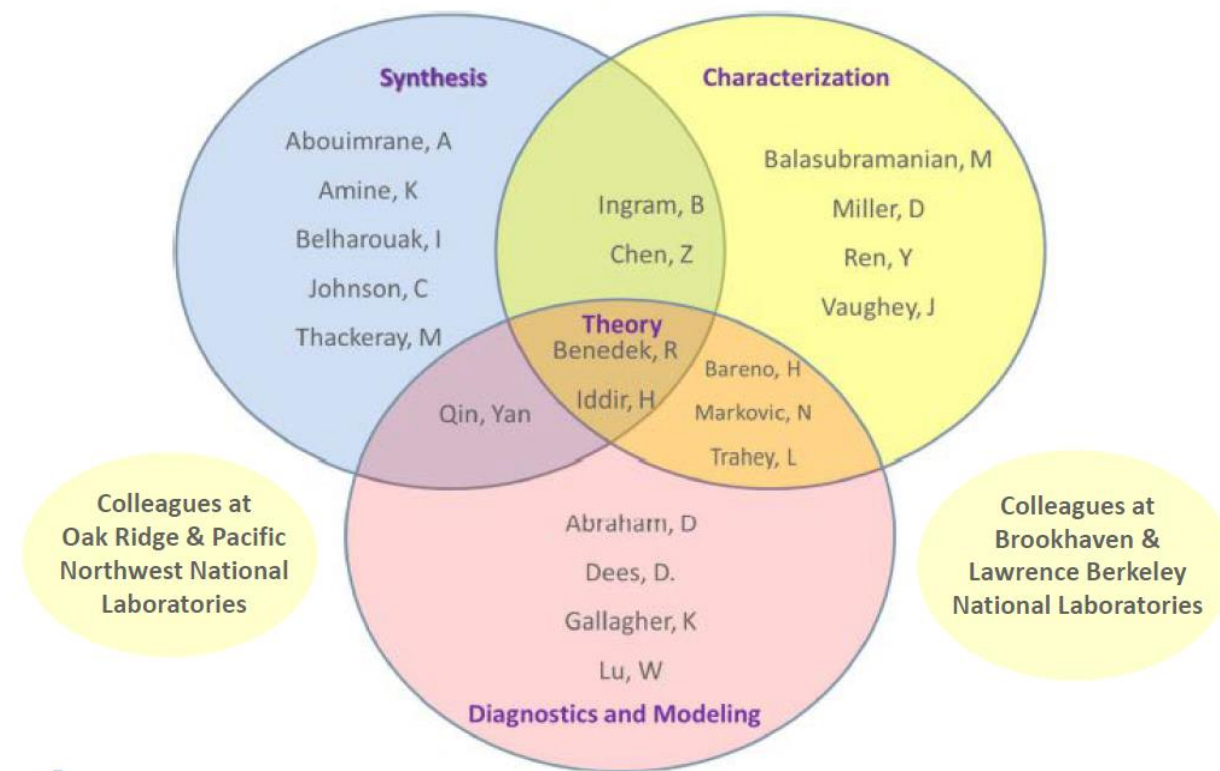 Synthesis
Characterization
Abouimrane, A
Amine, K
Belharouak, I
Johnson, C
Thackeray, M
Ingram, B
Chen, Z
Balasubramanian, M
Miller, D
Ren, Y
Vaughey, J
Theory
Benedek, R
Iddir, H
Qin, Yan
Bareno, H
Markovic, N
Trahey, L
Colleagues at
Oak Ridge & Pacific
Northwest National
Laboratories
Abraham, D
Dees, D.
Gallagher, K
Lu, W
Diagnostics and Modeling
Colleagues at
Brookhaven &
Lawrence Berkeley
National Laboratories